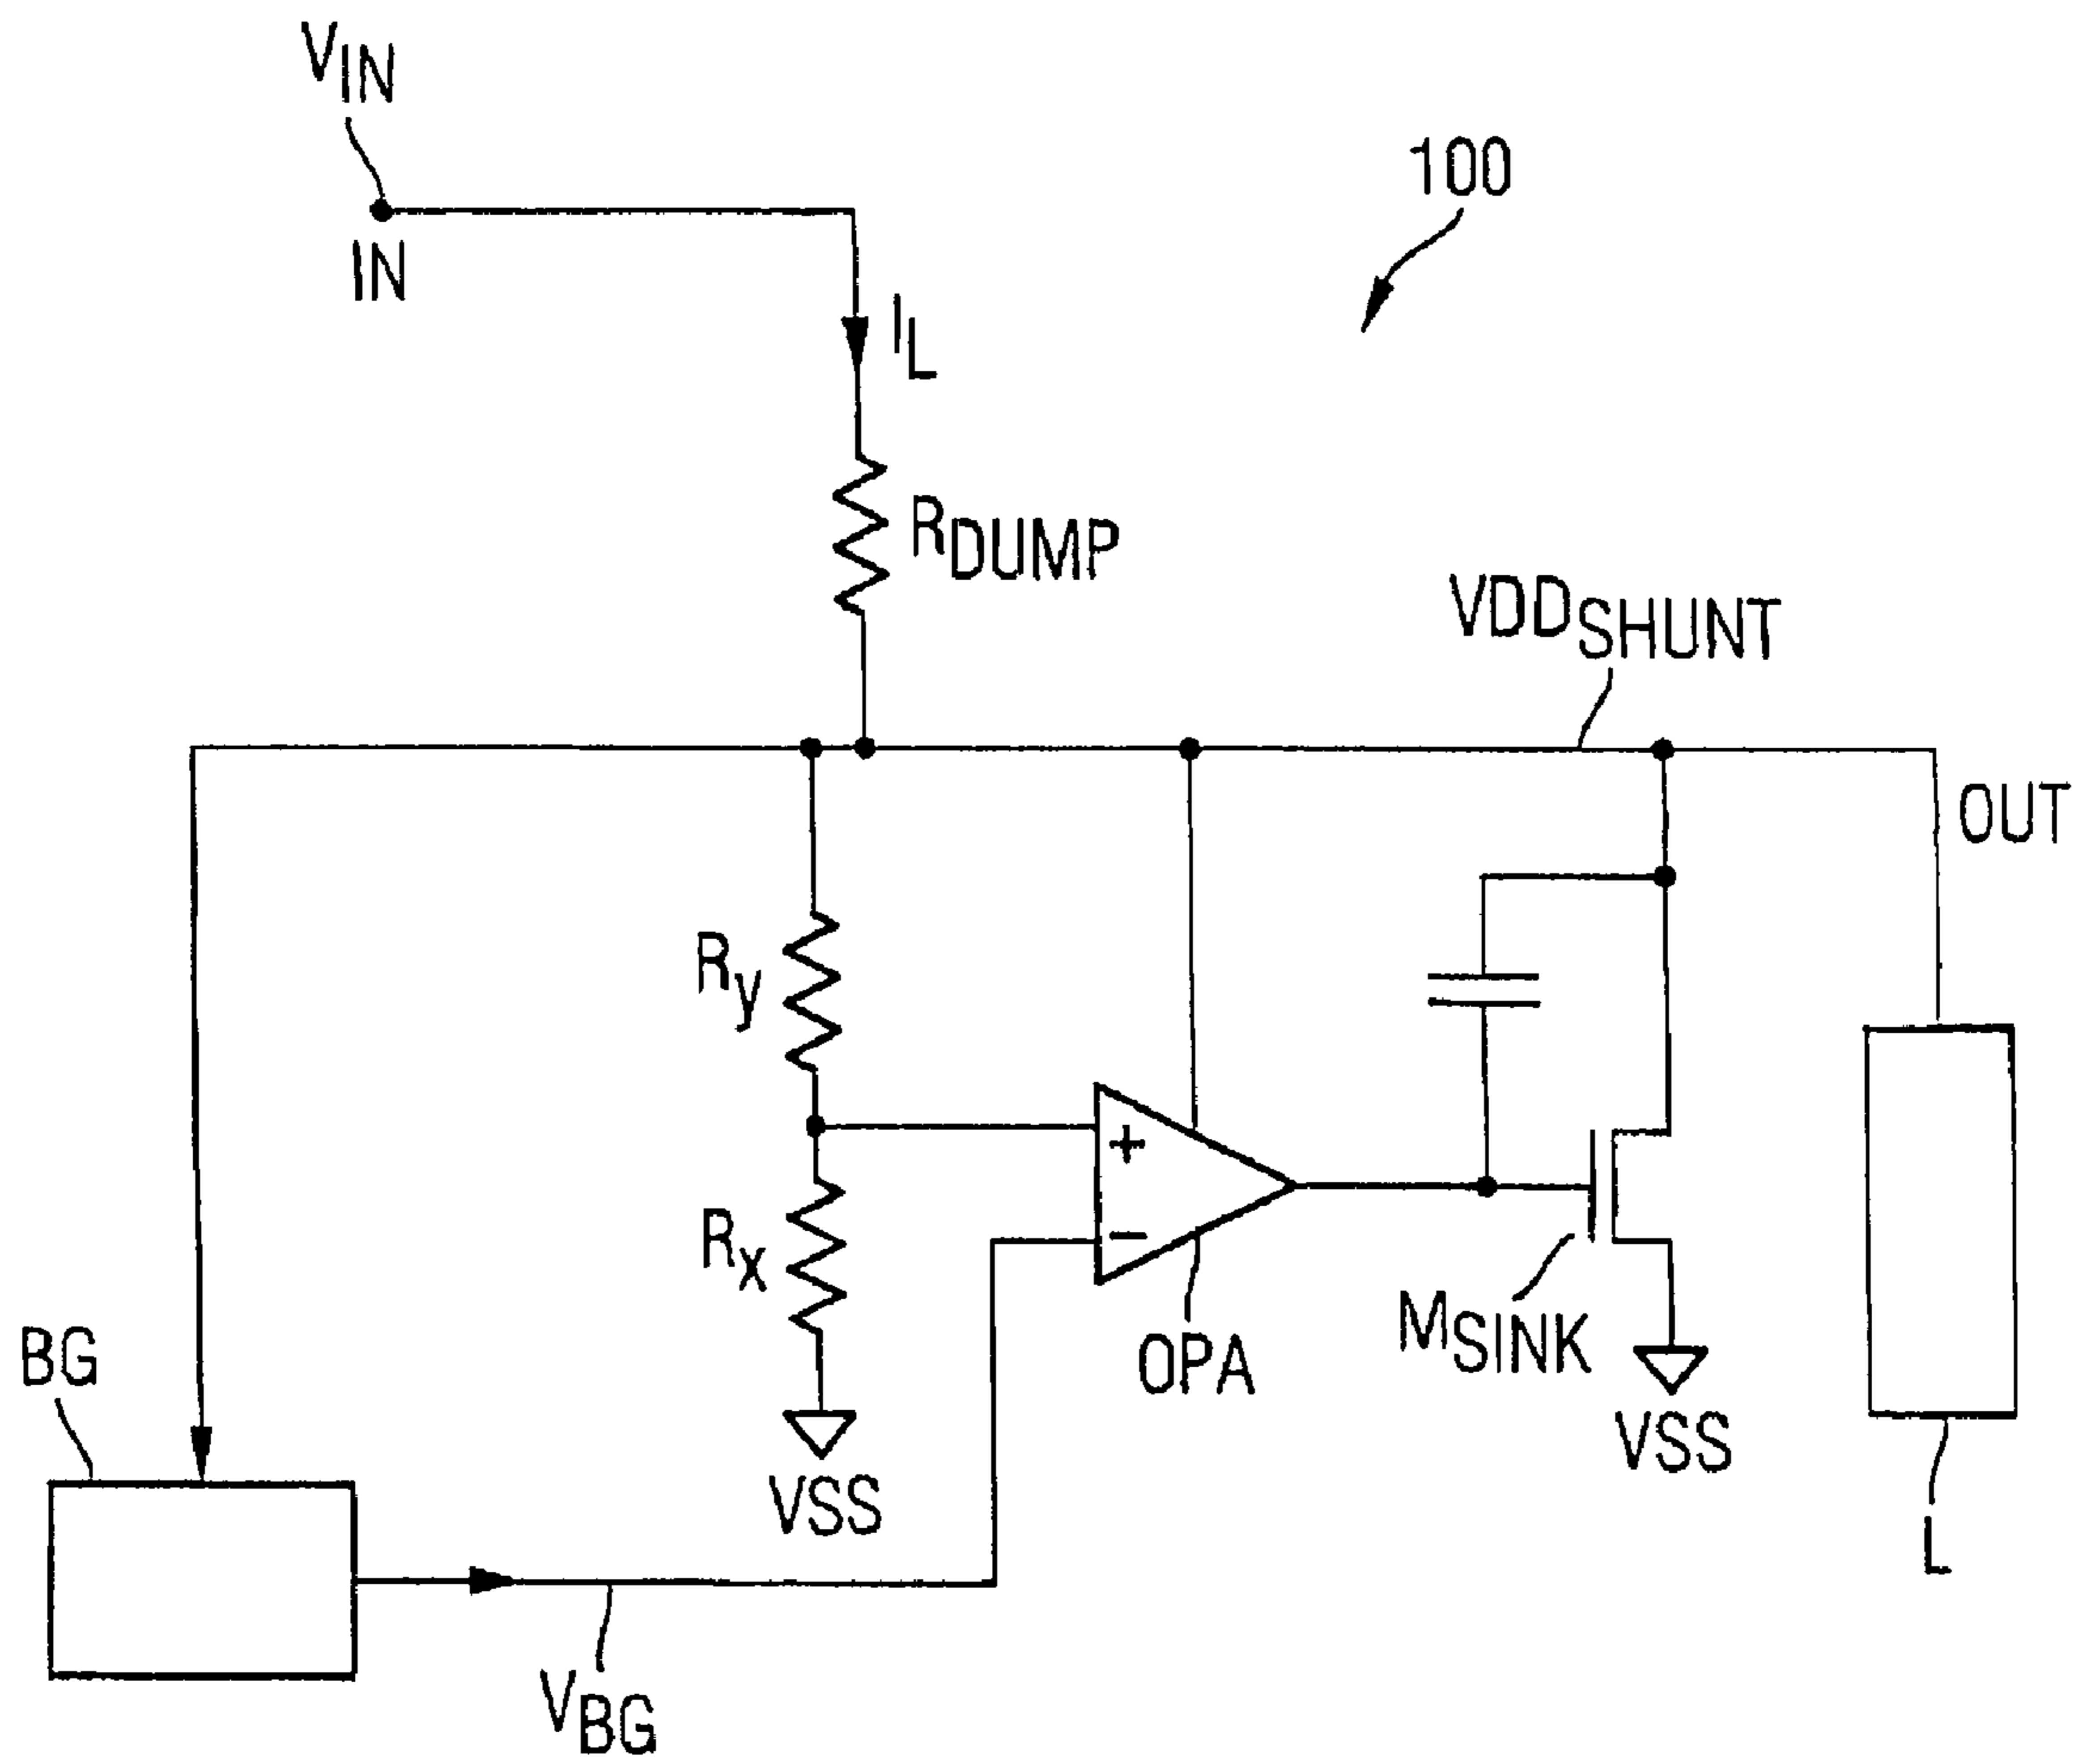 VIN
IN
100
IL
RDUMP
VDDSHUNT
OUT
Ry
+
Rx
−
OPA
MSINK
BG
VSS
VSS
L
VBG